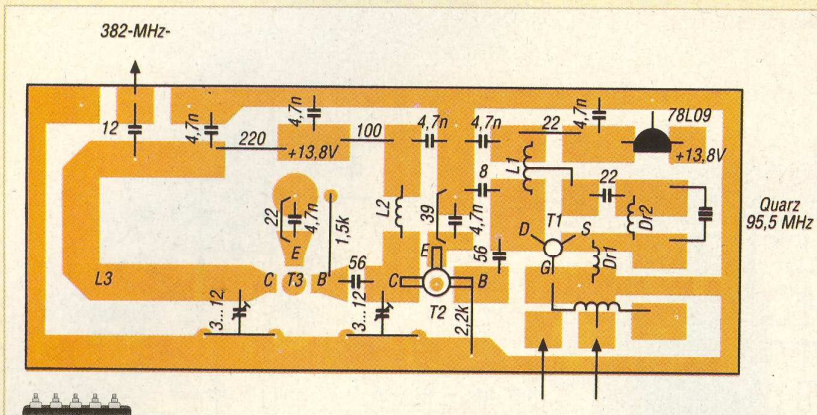 382-MHz-
12
4,7n
220
4,7n
+13,8V
100
4,7n
4,7n
22
4,7n
78L09
+13,8V
L1
8
22
Quarz
95,5 MHz
22
4,7n
1,5k
L2
39
4,7n
T1
D
S
G
Dr2
Dr1
E
E
56
L3
C
T3
B
56
C
B
T2
3...12
3...12
2,2k